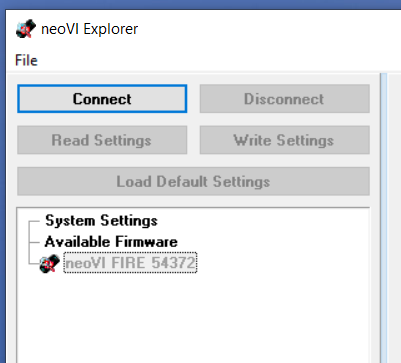 neoVI Explorer
File
Connect Disconnect
Read Settings Write Settings
Load Default Settings
System Settings
Available Firmware
neoVI FIRE 54372